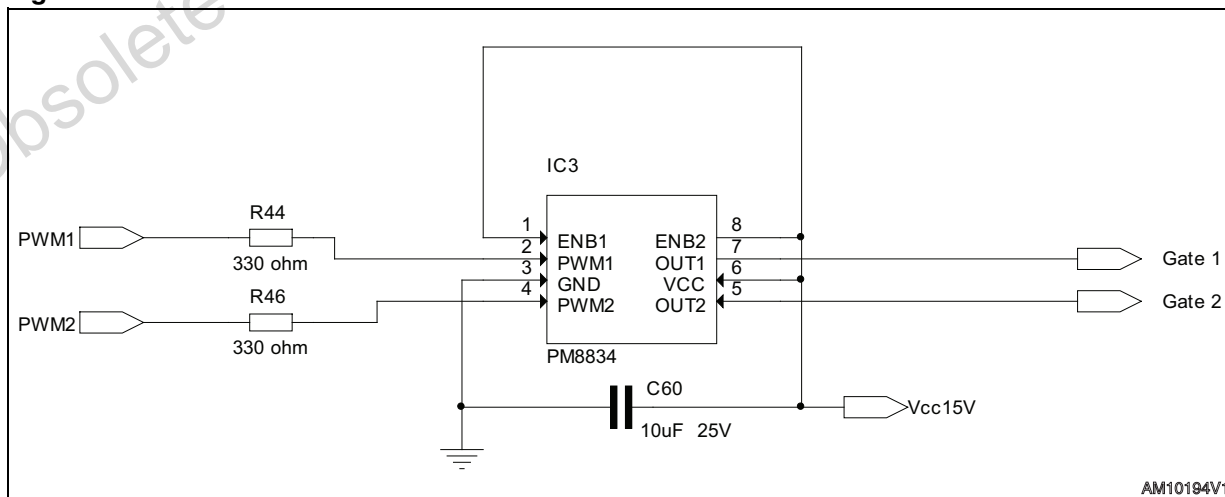 obsolete
IC3
R44
PWM1
330 ohm
R46
PWM2
330 ohm
1
2
3
4
ENB1
PWM1
GND
PWM2
ENB2
OUT1
VCC
OUT2
8
7
6
5
Gate 1
Gate 2
PM8834
C60
10uF 25V
Vcc15V
AM10194V1